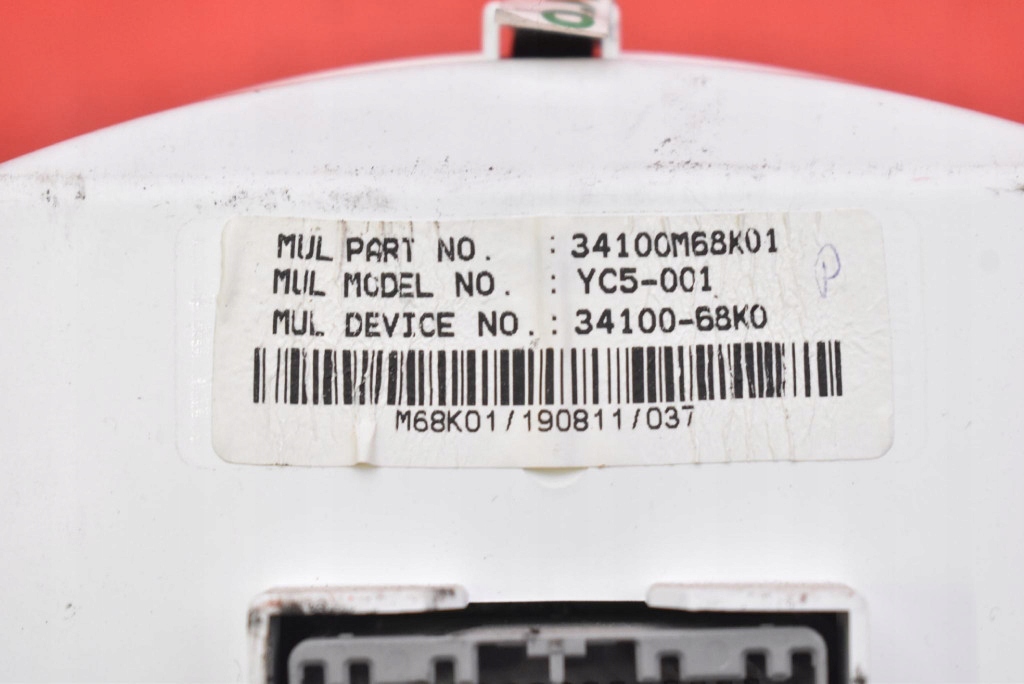 MUL PART NO. : 34100M68K01
MUL MODEL NO. : YC5-001
MUL DEVICE NO. : 34100-68K0
M68K01/190811/037